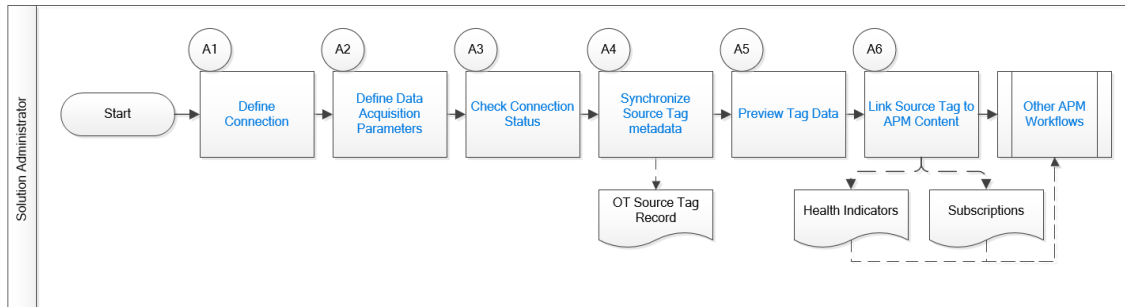 Solution Administrator
A1
A2
A3
A4
A5
A6
Start
Define
Connection
Define Data
Acquisition
Parameters
Check Connection
Status
Synchronize
Source Tag
metadata
Preview Tag Data
Link Source Tag to
APM Content
Other APM
Workflows
OT Source Tag
Record
Health Indicators
Subscriptions